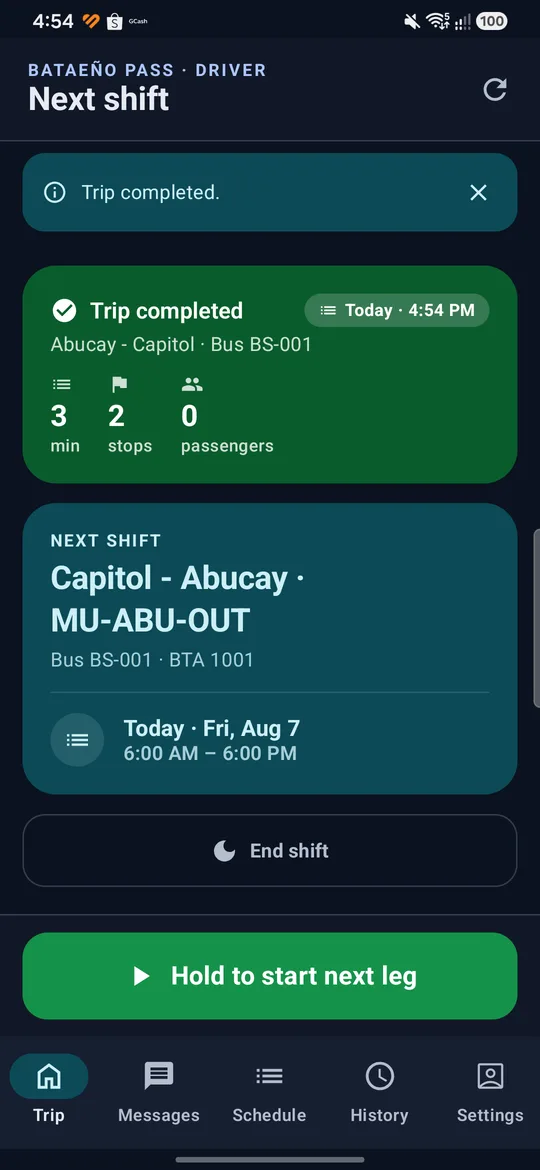 4:54
GCash
5
100
BATAEÑO PASS · DRIVER
Next shift
Trip completed.
Trip completed
Today · 4:54 PM
Abucay - Capitol · Bus BS-001
3 2 0
min stops passengers
NEXT SHIFT
Capitol - Abucay ·
MU-ABU-OUT
Bus BS-001 · BTA 1001
Today · Fri, Aug 7
6:00 AM – 6:00 PM
End shift
Hold to start next leg
Trip Messages Schedule History Settings